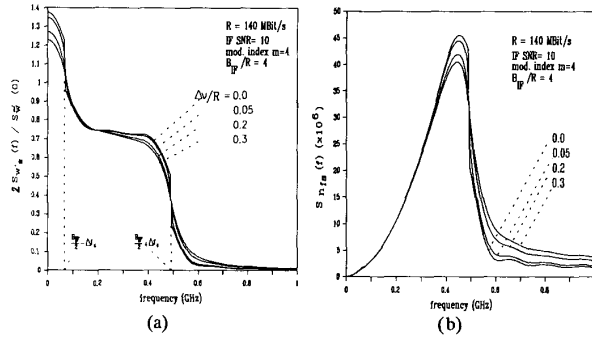 R = 140 MBit/s
IF SNR= 10
mod. index m=4
B_IF/R = 4
Δν/R = 0.0
0.05
0.2
0.3
1.4
1.3
1.2
1.1
1
0.9
0.8
0.7
0.6
0.5
0.4
0.3
0.2
0.1
0
0 0.2 0.4 0.6 0.8 1
frequency (GHz)
(a)
R = 140 MBit/s
IF SNR= 10
mod. index m=4
B_IF/R = 4
0.0
0.05
0.2
0.3
S n_fs (f) (x10^6)
50
45
40
35
30
25
20
15
10
5
0
0 0.2 0.4 0.6 0.8 1
frequency (GHz)
(b)